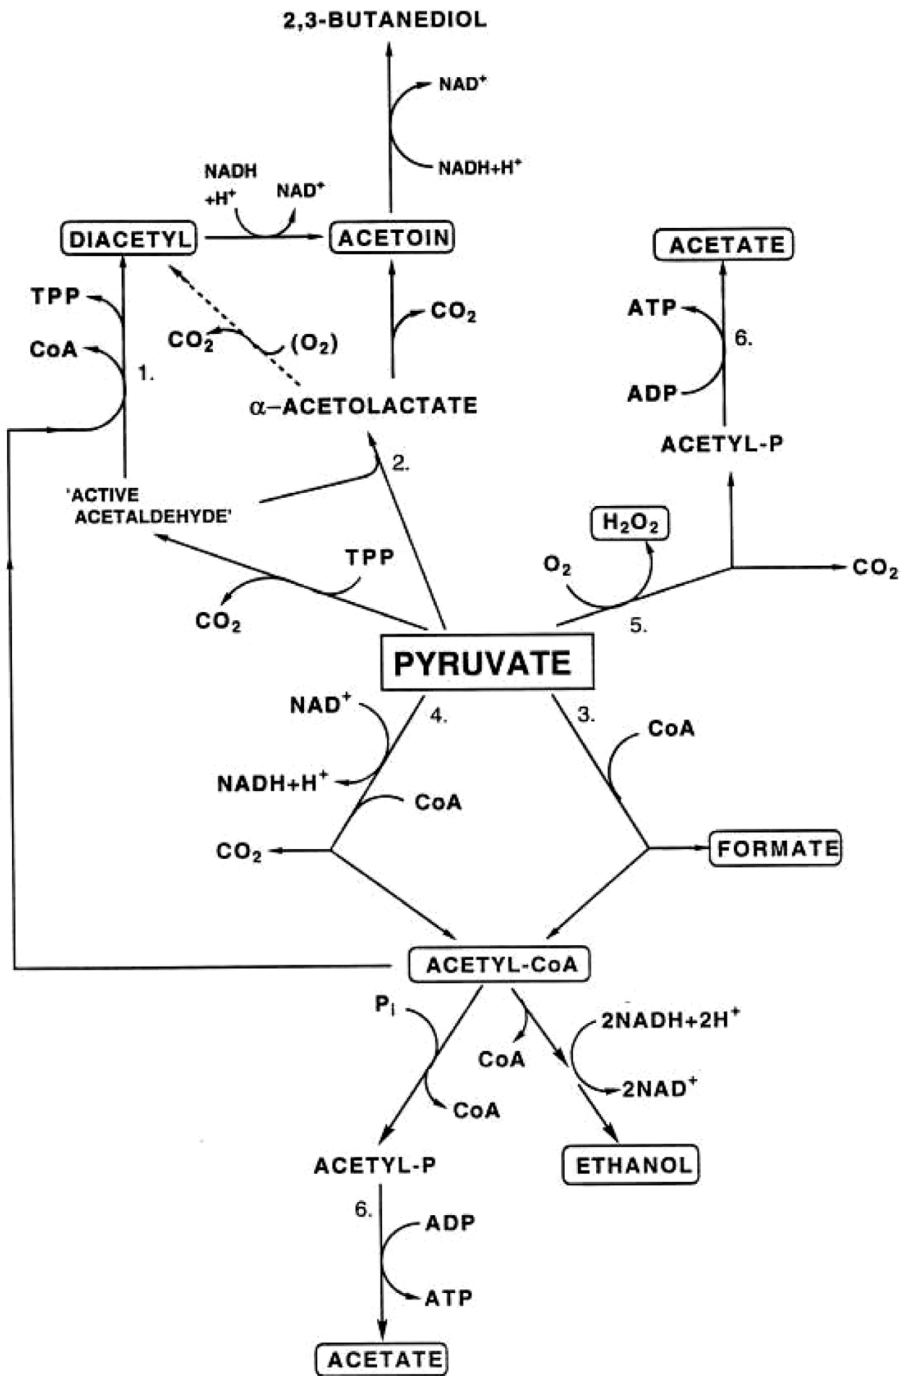 2,3-BUTANEDIOL
NAD⁺
NADH+H⁺
NADH
+H⁺
NAD⁺
DIACETYL
ACETOIN
ACETATE
TPP
CO₂
ATP
CO₂
(O₂)
CoA
1.
6.
ADP
α–ACETOLACTATE
ACETYL-P
2.
'ACTIVE
ACETALDEHYDE'
H₂O₂
TPP
O₂
CO₂
CO₂
5.
PYRUVATE
NAD⁺
4.
3.
CoA
NADH+H⁺
CoA
CO₂
FORMATE
ACETYL-CoA
Pᵢ
2NADH+2H⁺
CoA
2NAD⁺
CoA
ACETYL-P
ETHANOL
6.
ADP
ATP
ACETATE